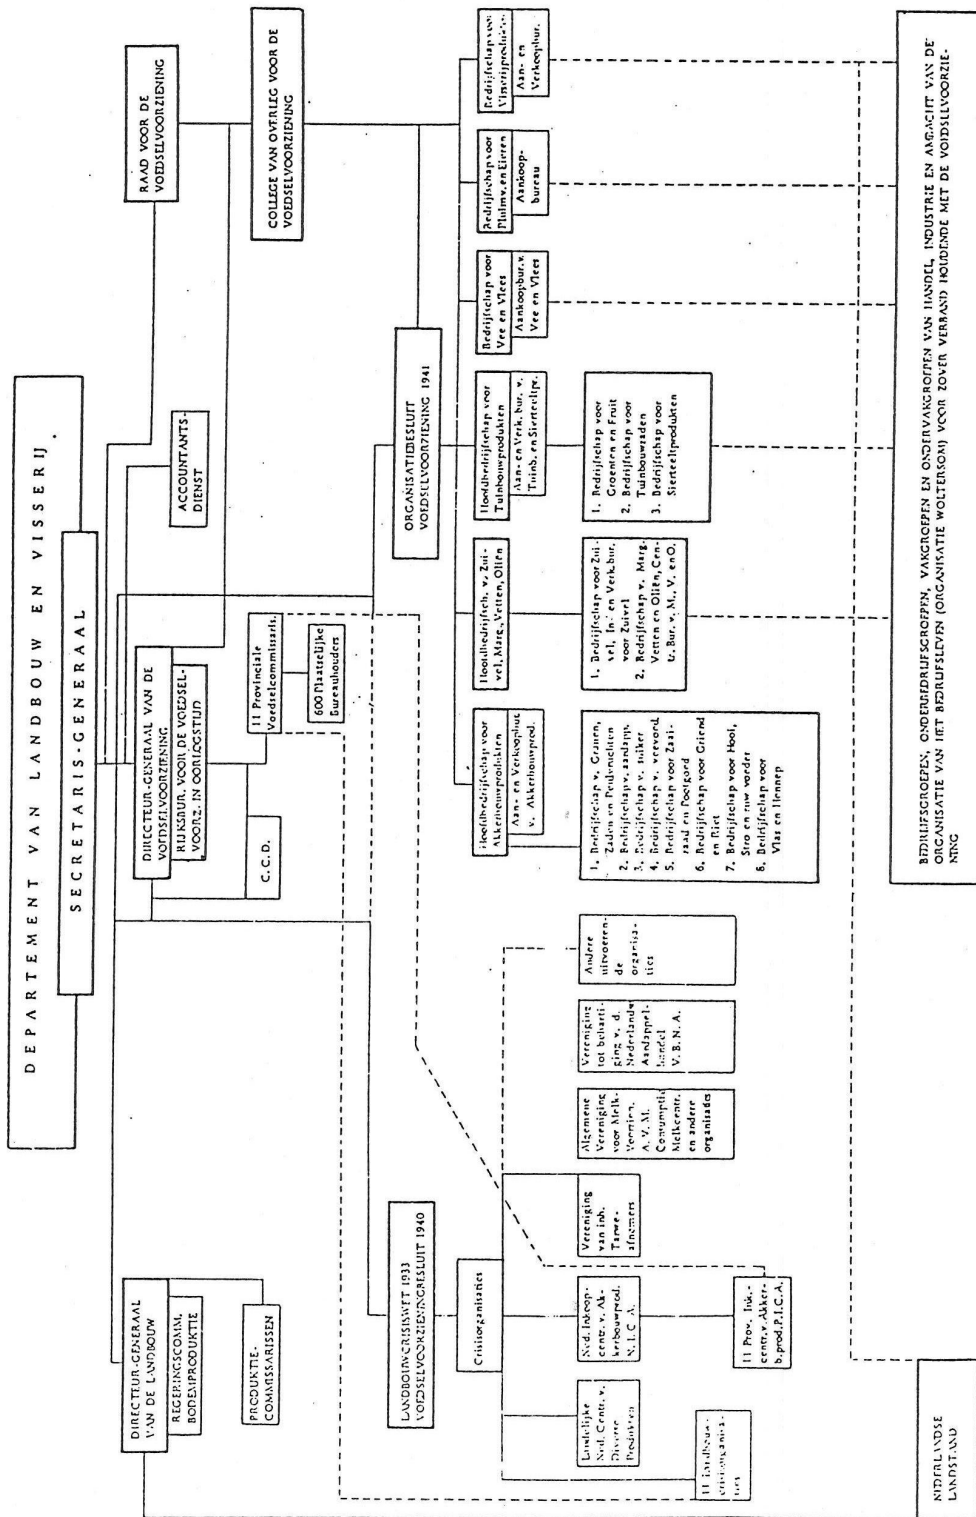 DEPARTEMENT VAN LANDBOUW EN VISSERIJ
SECRETARIS-GENERAAL
DIRECTEUR-GENERAAL
VAN DE LANDBOUW
REGERINGSCOMM.
BODEMPRODUKTIE
PRODUKTIE-
COMMISSARISSEN
DIRECTEUR-GENERAAL VAN DE
VOEDSELVOORZIENING
RIJKSBUR. VOOR DE VOEDSEL-
VOORZ. IN OORLOGSTIJD
C.C.D.
11 Provinciale
Voedselcommissaris.
600 Plaatselijke
Bureauhouders
ACCOUNTANTS-
DIENST
RAAD VOOR DE
VOEDSELVOORZIENING
COLLEGE VAN OVERLEG VOOR DE
VOEDSELVOORZIENING
LANDBOUWCRISISWET 1933
VOEDSELVOORZIENINGBESLUIT 1940
ORGANISATIEBESLUIT
VOEDSELVOORZIENING 1941
Crisisorganisaties
Landelijke
Ned. Centr. v.
Diverse
Produkten
Ned. Inkoop-
centr. v. Ak-
kerbouwprod.
N.I.C.A.
Vereniging
van inh.
Tarwe-
afnemers
Algemene
Vereniging
voor Melk-
Voorzien.
A.V.M.
Consumptie
Melkcentr.
en andere
organisaties
Vereniging
tot beharti-
ging v. d.
Nederlandse
Aardappel-
handel
V.B.N.A.
Andere
uitvoeren-
de
organisa-
ties
11 Landbouw-
crisisorganisa-
ties
11 Prov. Ink.-
centr. v. Akker-
b.prod. P.I.C.A.
Hoofdbedrijfschap voor
Akkerbouwprodukten
Aan- en Verkoopbur.
v. Akkerbouwprod.
1. Bedrijfschap v. Granen,
Zaden en Peulvruchten
2. Bedrijfschap v. aardapp.
3. Bedrijfschap v. suiker
4. Bedrijfschap v. veevoed.
5. Bedrijfschap voor Zaai-
zaad en Pootgoed
6. Bedrijfschap voor Griend
en Riet
7. Bedrijfschap voor Hooi,
Stro en ruw voeder
8. Bedrijfschap voor
Vlas en Hennep
Hoofdbedrijfsch. v. Zui-
vel, Marg., Vetten, Oliën
1. Bedrijfschap voor Zui-
vel, In- en Verk.bur.
voor Zuivel
2. Bedrijfschap v. Marg.
Vetten en Oliën, Cen-
tr. Bur. v. M., V. en O.
Hoofdbedrijfschap voor
Tuinbouwprodukten
Aan- en Verk. bur. v.
Tuinb. en Sierteeltpr.
1. Bedrijfschap voor
Groenten en Fruit
2. Bedrijfschap voor
Tuinbouwzaden
3. Bedrijfschap voor
Sierteeltprodukten
Bedrijfschap voor
Vee en Vlees
Aankoopbur. v.
Vee en Vlees
Bedrijfschap voor
Pluimv. en Eieren
Aankoop-
bureau
Bedrijfschap voor
Visserijprodukten
Aan- en
Verkoopbur.
NEDERLANDSE
LANDSTAND
BEDRIJFSGROEPEN, ONDERBEDRIJFSGROEPEN, VAKGROEPEN EN ONDERVAKGROEPEN VAN HANDEL, INDUSTRIE EN AMBACHT VAN DE
ORGANISATIE VAN HET BEDRIJFSLEVEN (ORGANISATIE WOLTERSOM) VOOR ZOVER VERBAND HOUDENDE MET DE VOEDSELVOORZIE-
NING